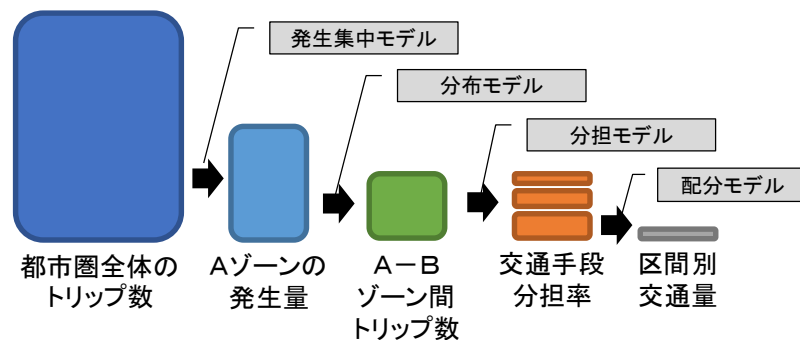 発生集中モデル
分布モデル
分担モデル
配分モデル
都市圏全体の
トリップ数
Aゾーンの
発生量
A－B
ゾーン間
トリップ数
交通手段
分担率
区間別
交通量